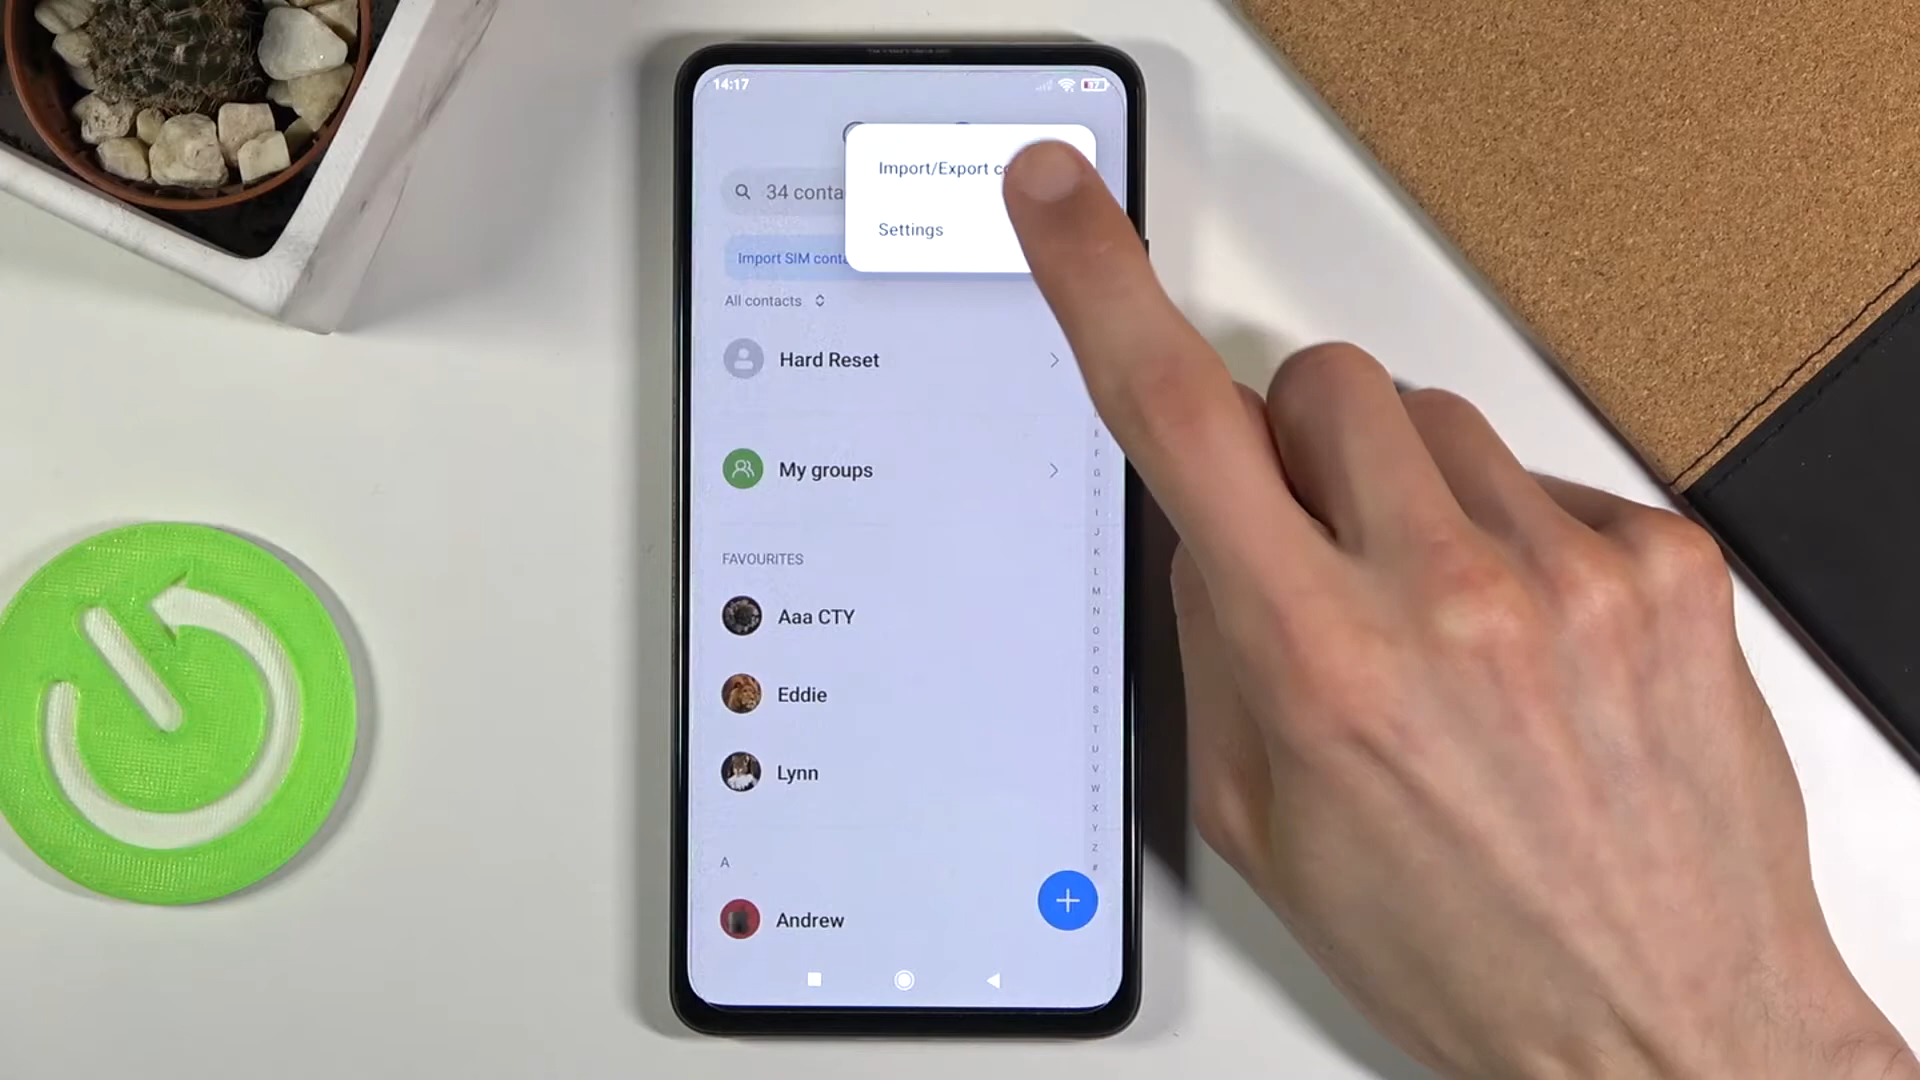 14:17
17
Import/Export
34
Settings
Import SIM
All contacts
Hard Reset
My groups
FAVOURITES
Aaa CTY
Eddie
Lynn
A
Andrew
E
F
G
H
I
J
K
L
M
N
O
P
Q
R
S
T
U
V
W
X
Y
Z
#